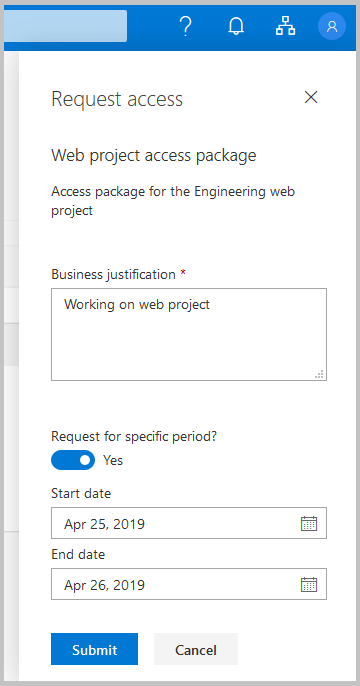 Request access
Web project access package
Access package for the Engineering web
project
Business justification *
Working on web project
Request for specific period?
Yes
Start date
Apr 25, 2019
End date
Apr 26, 2019
Submit Cancel